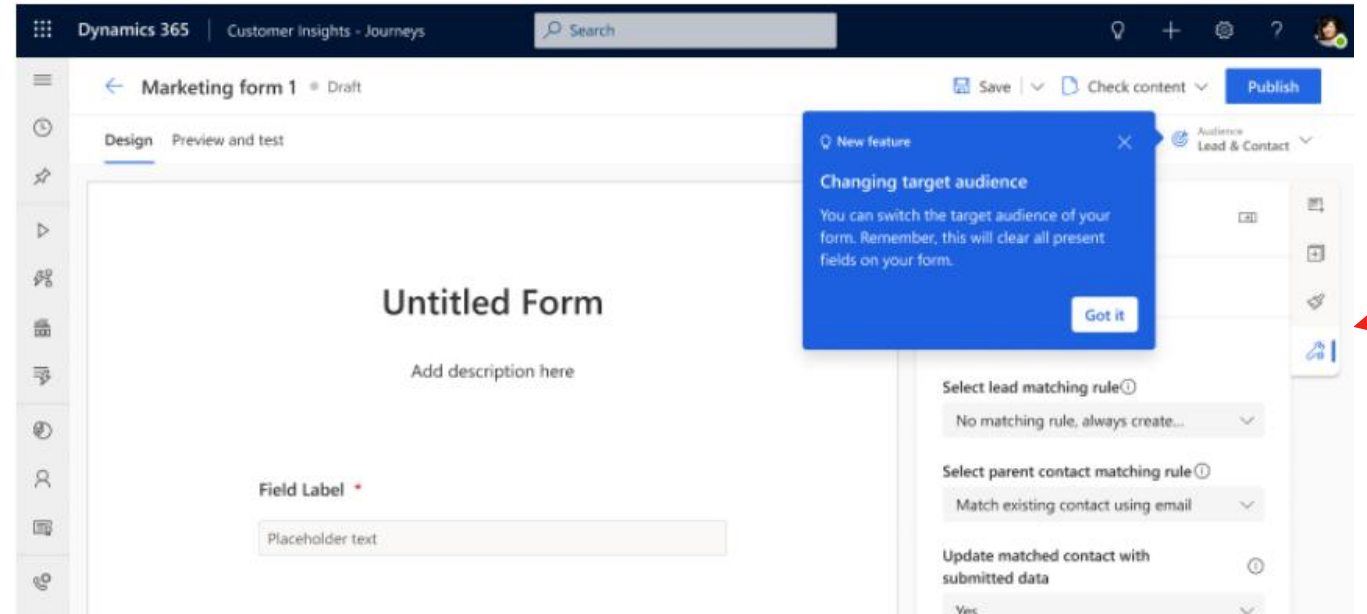 Dynamics 365 | Customer Insights - Journeys
Search
?
Marketing form 1 Draft
Save
Check content
Publish
Design
Preview and test
Audience
Lead & Contact
New feature
Changing target audience
You can switch the target audience of your
form. Remember, this will clear all present
fields on your form.
Got it
Untitled Form
Add description here
Field Label *
Placeholder text
Select lead matching rule
No matching rule, always create...
Select parent contact matching rule
Match existing contact using email
Update matched contact with
submitted data
Yes